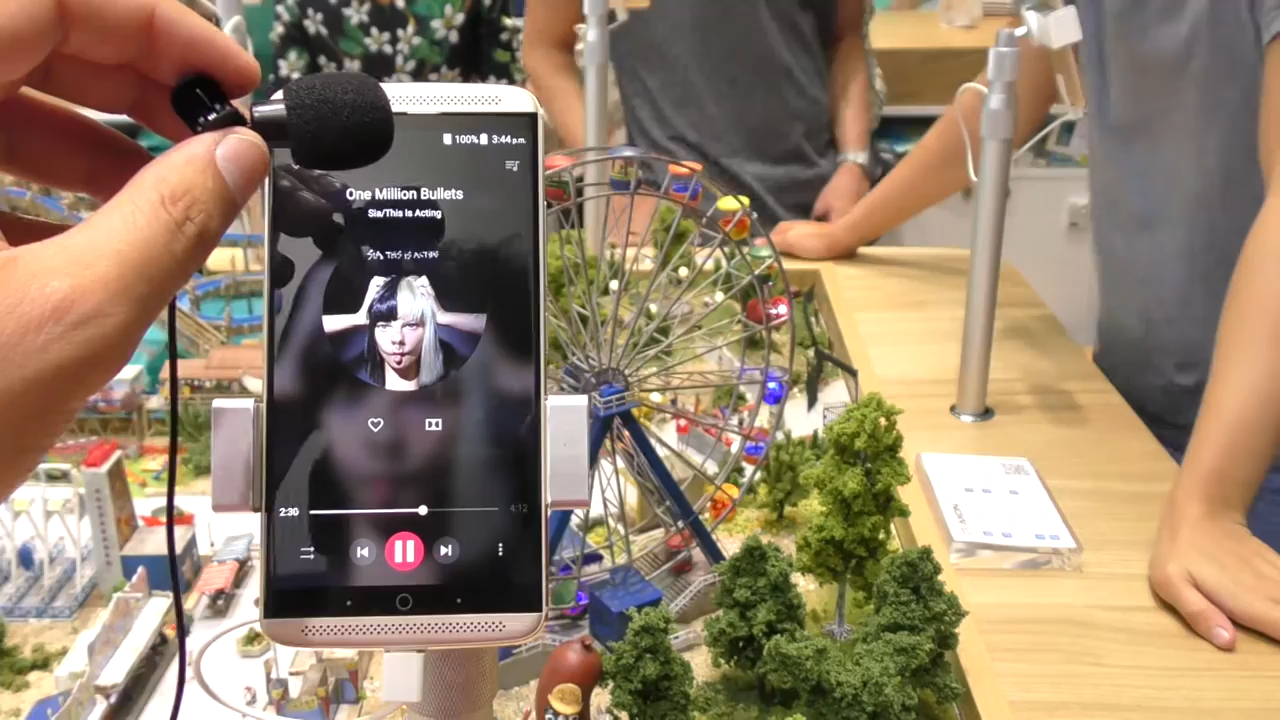 100% 3:44 p.m.
One Million Bullets
Sia/This Is Acting
SIA THIS IS ACTING
2:30
4:12